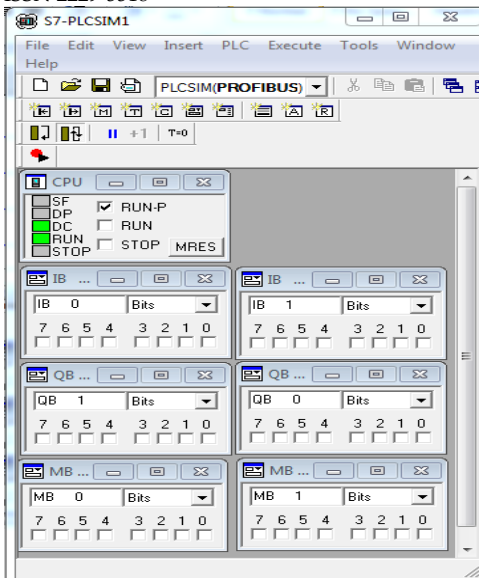 S7-PLCSIM1
File Edit View Insert PLC Execute Tools Window
Help
PLCSIM(PROFIBUS)
+1 T=0
CPU
SF
DP
DC
RUN
STOP
RUN-P
RUN
STOP MRES
IB ...
IB 0 Bits
7 6 5 4 3 2 1 0
IB ...
IB 1 Bits
7 6 5 4 3 2 1 0
QB ...
QB 1 Bits
7 6 5 4 3 2 1 0
QB ...
QB 0 Bits
7 6 5 4 3 2 1 0
MB ...
MB 0 Bits
7 6 5 4 3 2 1 0
MB ...
MB 1 Bits
7 6 5 4 3 2 1 0